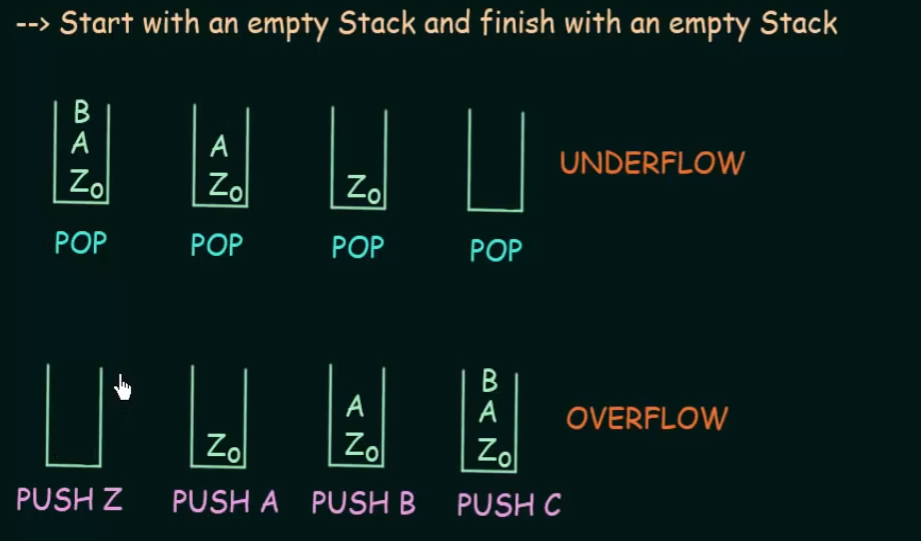 --> Start with an empty Stack and finish with an empty Stack
B
A
Z₀
A
Z₀
Z₀
UNDERFLOW
POP
POP
POP
POP
Z₀
A
Z₀
B
A
Z₀
OVERFLOW
PUSH Z
PUSH A
PUSH B
PUSH C